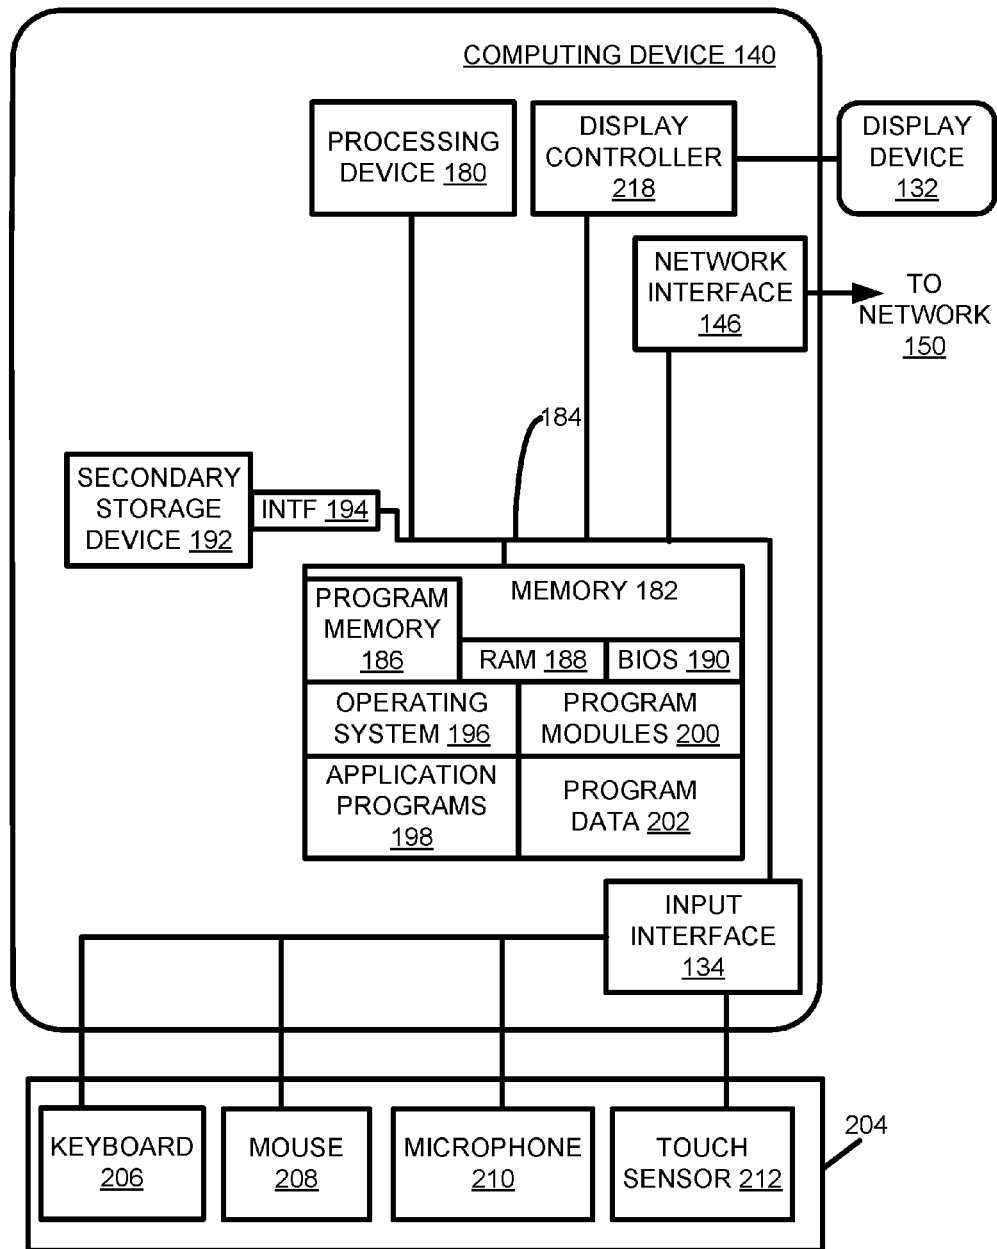 COMPUTING DEVICE 140
PROCESSING
DEVICE 180
DISPLAY
CONTROLLER
218
DISPLAY
DEVICE
132
NETWORK
INTERFACE
146
TO
NETWORK
150
184
SECONDARY
STORAGE
DEVICE 192
INTF 194
MEMORY 182
PROGRAM
MEMORY
186
RAM 188
BIOS 190
OPERATING
SYSTEM 196
PROGRAM
MODULES 200
APPLICATION
PROGRAMS
198
PROGRAM
DATA 202
INPUT
INTERFACE
134
KEYBOARD
206
MOUSE
208
MICROPHONE
210
TOUCH
SENSOR 212
204